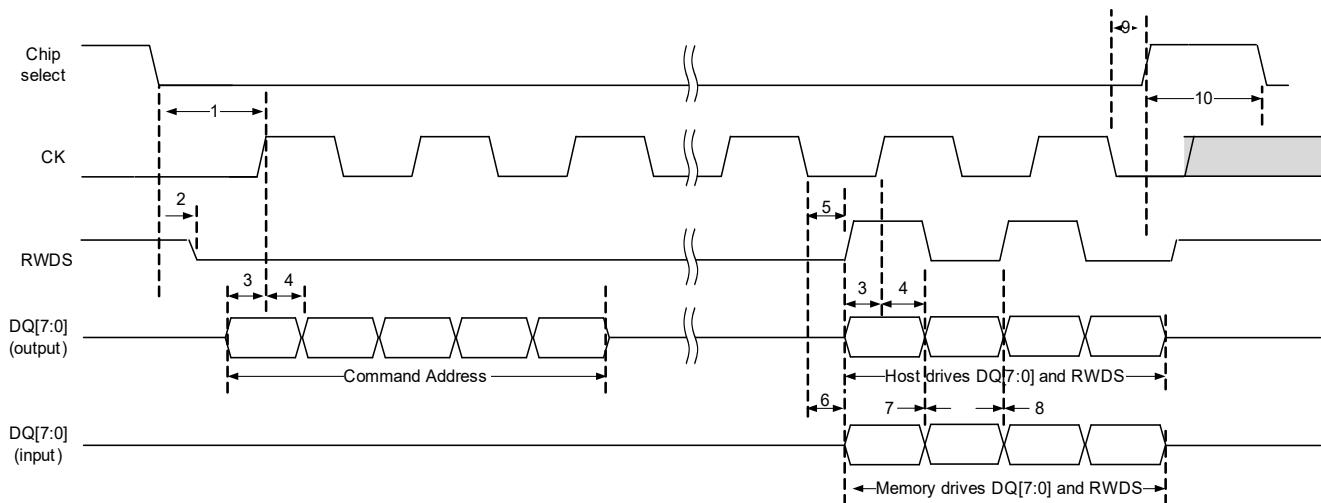 Chip
select
9
1
10
CK
2
5
RWDS
3
4
3
4
DQ[7:0]
(output)
Command Address
Host drives DQ[7:0] and RWDS
6
7
8
DQ[7:0]
(input)
Memory drives DQ[7:0] and RWDS